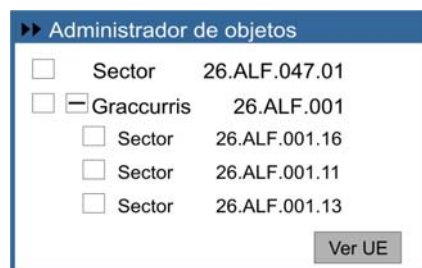 Administrador de objetos
Sector 26.ALF.047.01
Graccurris 26.ALF.001
Sector 26.ALF.001.16
Sector 26.ALF.001.11
Sector 26.ALF.001.13
Ver UE